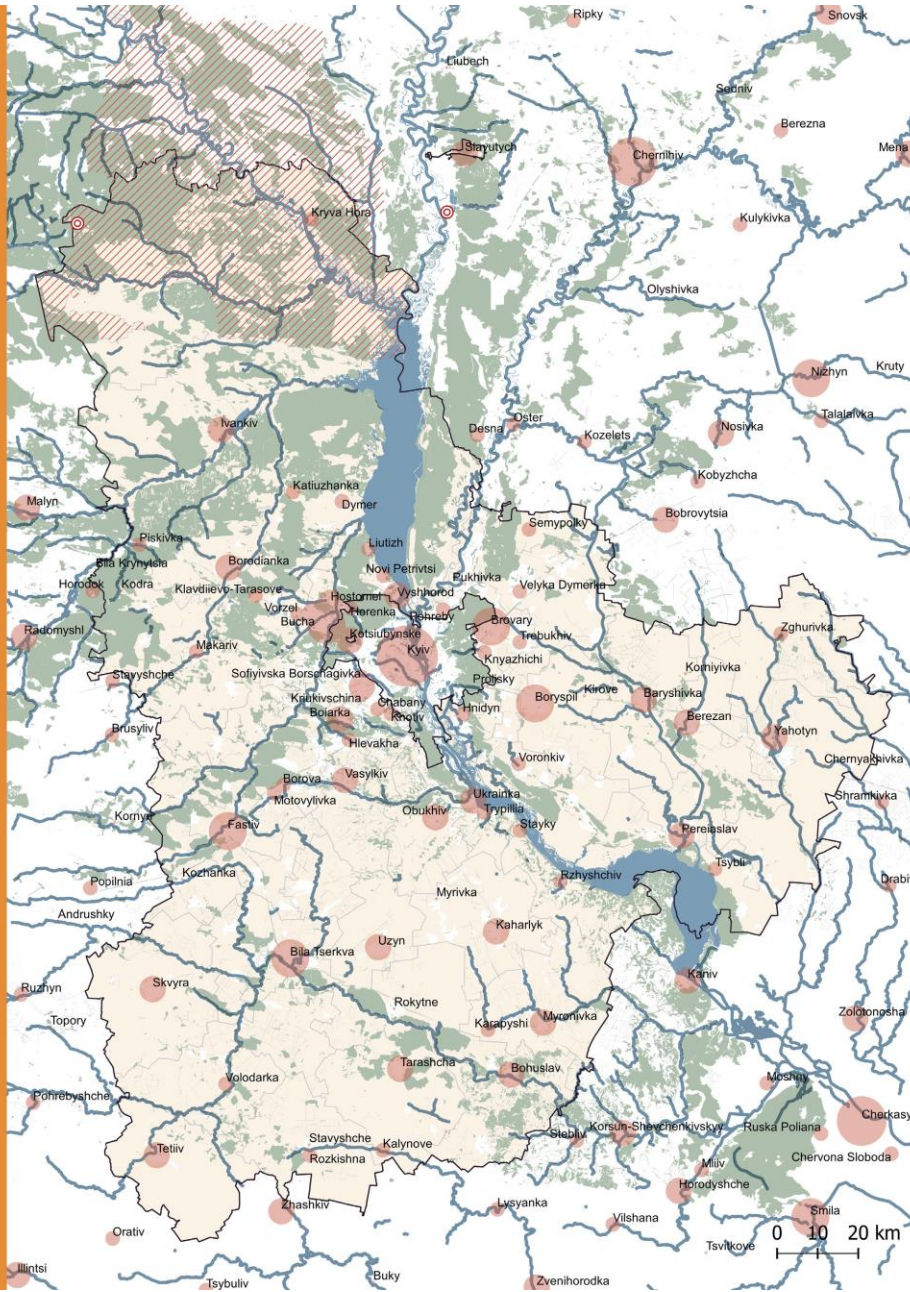 Ripky
Snovsk
Liubech
Sedniv
Berezna
Slavutych
Chernihiv
Mena
Kryva Hora
Kulykivka
Olyshivka
Nizhyn
Kruty
Ivankiv
Desna
Oster
Kozelets
Nosivka
Talalaivka
Kobyzhcha
Katiuzhanka
Dymer
Malyn
Semypolky
Bobrovytsia
Piskivka
Liutizh
Bila Krynytsia
Borodianka
Novi Petrivtsi
Pukhivka
Horodok
Kodra
Klavdiievo-Tarasove
Hostomel
Vyshhorod
Velyka Dymerka
Vorzel
Horenka
Pohreby
Radomyshl
Bucha
Kotsiubynske
Brovary
Trebukhiv
Zghurivka
Makariv
Kyiv
Knyazhichi
Korniyivka
Stavyshche
Sofiyivska Borschagivka
Prolisky
Kirove
Kriukivschina
Chabany
Boryspil
Baryshivka
Boiarka
Khotiv
Hnidyn
Berezan
Brusyliv
Hlevakha
Yahotyn
Voronkiv
Chernyakhivka
Borova
Vasylkiv
Motovylivka
Ukrainka
Shramkivka
Kornyn
Obukhiv
Trypillia
Fastiv
Stayky
Pereiaslav
Kozhanka
Tsybli
Popilnia
Rzhyshchiv
Drabiv
Myrivka
Andrushky
Kaharlyk
Uzyn
Bila Tserkva
Skvyra
Kaniv
Ruzhyn
Rokytne
Topory
Karapyshi
Myronivka
Zolotonosha
Tarashcha
Bohuslav
Volodarka
Moshny
Pohrebyshche
Cherkasy
Stebliv
Korsun-Shevchenkivskyy
Ruska Poliana
Tetiiv
Stavyshche
Kalynove
Chervona Sloboda
Rozkishna
Mliiv
Horodyshche
Zhashkiv
Lysyanka
Vilshana
Smila
Orativ
Tsvitkove
0 10 20 km
Illintsi
Buky
Tsybuliv
Zvenihorodka